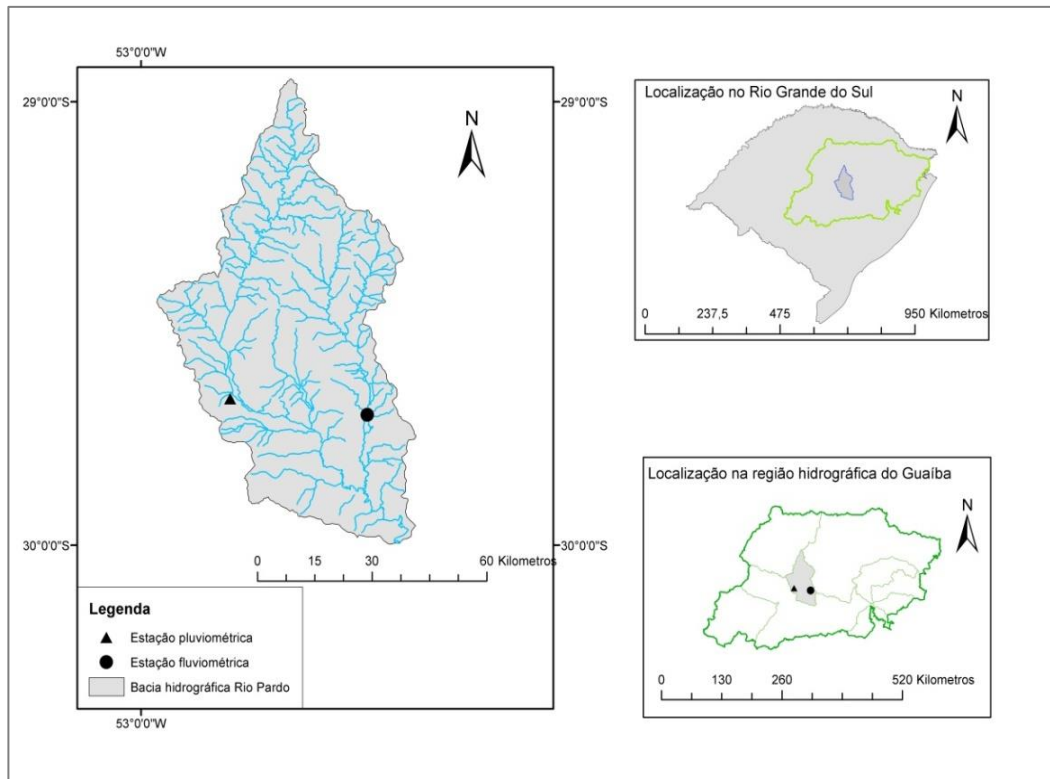 53°0'0"W
29°0'0"S
29°0'0"S
N
30°0'0"S
30°0'0"S
0 15 30 60 Kilometros
Legenda
Estação pluviométrica
Estação fluviométrica
Bacia hidrográfica Rio Pardo
53°0'0"W
Localização no Rio Grande do Sul
N
0 237,5 475 950 Kilometros
Localização na região hidrográfica do Guaíba
N
0 130 260 520 Kilometros